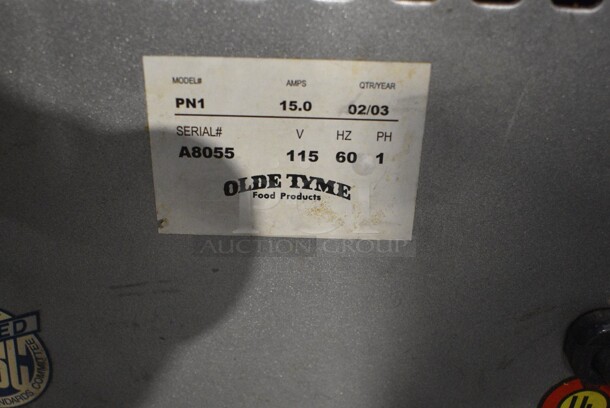 MODEL# AMPS QTR/YEAR
PN1 15.0 02/03
SERIAL# V HZ PH
A8055 115 60 1
OLDE TYME
Food Products
AUCTION GROUP